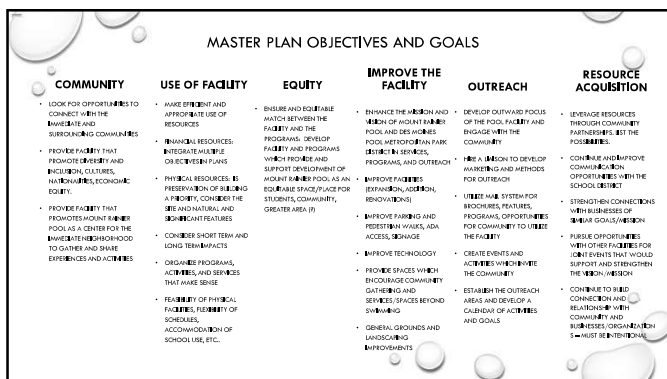 MASTER PLAN OBJECTIVES AND GOALS
COMMUNITY
• LOOK FOR OPPORTUNITIES TO
CONNECT WITH THE
IMMEDIATE AND
SURROUNDING COMMUNITIES
• PROVIDE FACILITY THAT
PROMOTE DIVERSITY AND
INCLUSION, CULTURES,
NATIONALITIES, ECONOMIC
EQUITY.
• PROVIDE FACILITY THAT
PROMOTES MOUNT RAINIER
POOL AS A CENTER FOR THE
IMMEDIATE NEIGHBORHOOD
TO GATHER AND SHARE
EXPERIENCES AND ACTIVITIES
USE OF FACILITY
• MAKE EFFICIENT AND
APPROPRIATE USE OF
RESOURCES
• FINANCIAL RESOURCES:
INTEGRATE MULTIPLE
OBJECTIVES IN PLANS
• PHYSICAL RESOURCES: IS
PRESERVATION OF BUILDING
A PRIORITY, CONSIDER THE
SITE AND NATURAL AND
SIGNIFICANT FEATURES
• CONSIDER SHORT TERM AND
LONG TERM IMPACTS
• ORGANIZE PROGRAMS,
ACTIVITIES, AND SERVICES
THAT MAKE SENSE
• FEASIBILITY OF PHYSICAL
FACILITIES, FLEXIBILITY OF
SCHEDULES,
ACCOMMODATION OF
SCHOOL USE, ETC..
EQUITY
• ENSURE AND EQUITABLE
MATCH BETWEEN THE
FACILITY AND THE
PROGRAMS: DEVELOP
FACILITY AND PROGRAMS
WHICH PROVIDE AND
SUPPORT DEVELOPMENT OF
MOUNT RAINIER POOL AS AN
EQUITABLE SPACE/PLACE FOR
STUDENTS, COMMUNITY,
GREATER AREA (?)
IMPROVE THE
FACILITY
• ENHANCE THE MISSION AND
VISION OF MOUNT RAINIER
POOL AND DES MOINES
POOL METROPOLITAN PARK
DISTRICT IN SERVICES,
PROGRAMS, AND OUTREACH
• IMPROVE FACILITIES
(EXPANSION, ADDITION,
RENOVATIONS)
• IMPROVE PARKING AND
PEDESTRIAN WALKS, ADA
ACCESS, SIGNAGE
• IMPROVE TECHNOLOGY
• PROVIDE SPACES WHICH
ENCOURAGE COMMUNITY
GATHERING AND
SERVICES/SPACES BEYOND
SWIMMING
• GENERAL GROUNDS AND
LANDSCAPING
IMPROVEMENTS
OUTREACH
• DEVELOP OUTWARD FOCUS
OF THE POOL FACILITY AND
ENGAGE WITH THE
COMMUNITY
• HIRE A LIAISON TO DEVELOP
MARKETING AND METHODS
FOR OUTREACH
• UTILIZE MAIL SYSTEM FOR
BROCHURES, FEATURES,
PROGRAMS, OPPORTUNITIES
FOR COMMUNITY TO UTILIZE
THE FACILITY
• CREATE EVENTS AND
ACTIVITIES WHICH INVITE
THE COMMUNITY
• ESTABLISH THE OUTREACH
AREAS AND DEVELOP A
CALENDAR OF ACTIVITIES
AND GOALS
RESOURCE
ACQUISITION
• LEVERAGE RESOURCES
THROUGH COMMUNITY
PARTNERSHIPS. LIST THE
POSSIBILITIES.
• CONTINUE AND IMPROVE
COMMUNICATION
OPPORTUNITIES WITH THE
SCHOOL DISTRICT
• STRENGTHEN CONNECTIONS
WITH BUSINESSES OF
SIMILAR GOALS/MISSION
• PURSUE OPPORTUNITIES
WITH OTHER FACILITIES FOR
JOINT EVENTS THAT WOULD
SUPPORT AND STRENGTHEN
THE VISION/MISSION
• CONTINUE TO BUILD
CONNECTION AND
RELATIONSHIP WITH
COMMUNITY AND
BUSINESSES/ORGANIZATION
S – MUST BE INTENTIONAL